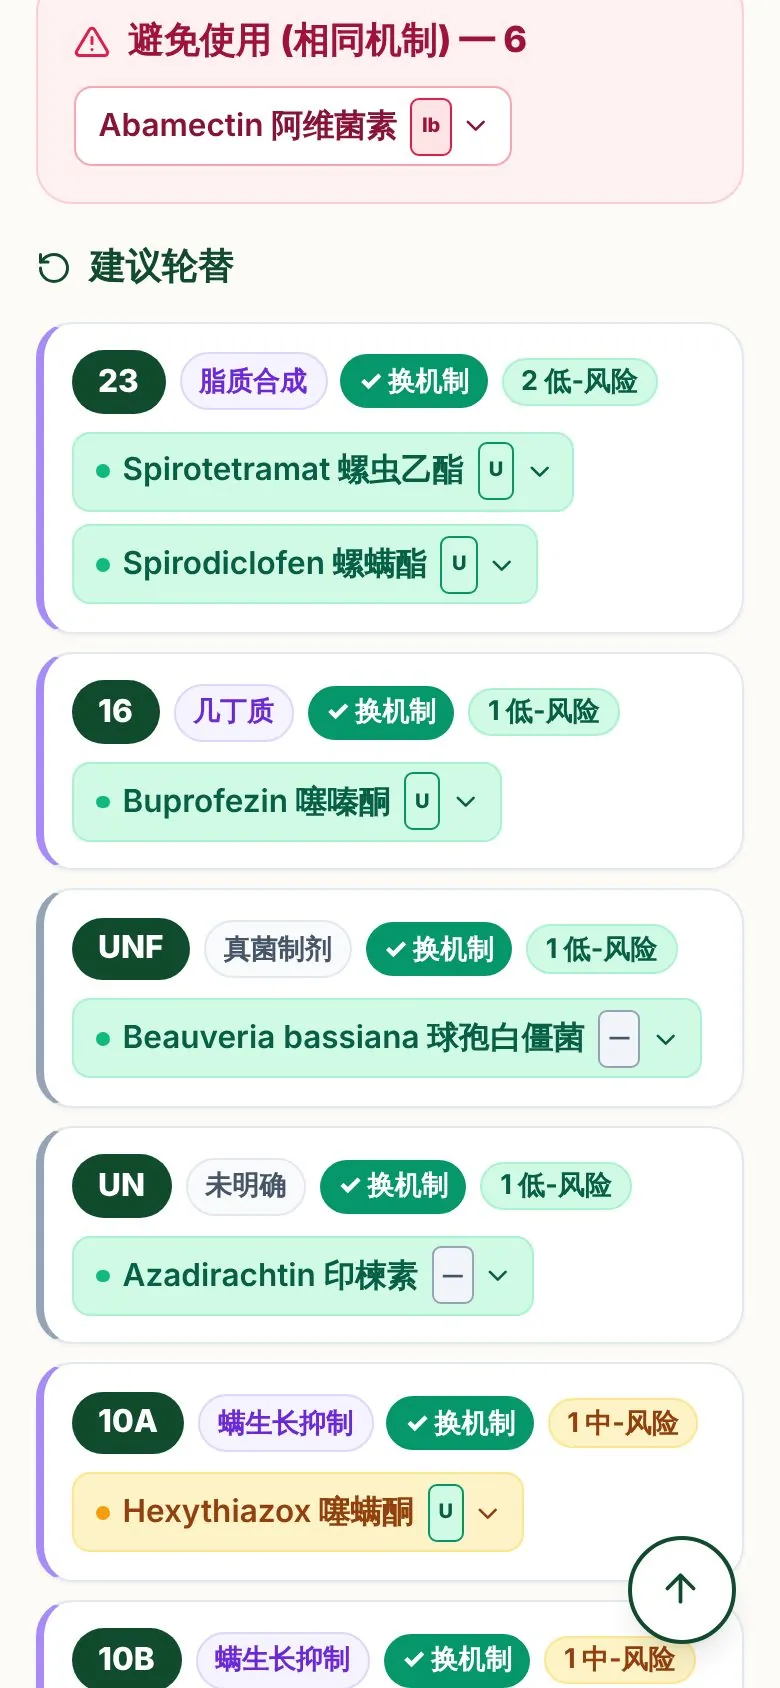 避免使用 (相同机制) — 6
Abamectin 阿维菌素 Ib
建议轮替
23 脂质合成 ✓ 换机制 2 低-风险
Spirotetramat 螺虫乙酯 U
Spirodiclofen 螺螨酯 U
16 几丁质 ✓ 换机制 1 低-风险
Buprofezin 噻嗪酮 U
UNF 真菌制剂 ✓ 换机制 1 低-风险
Beauveria bassiana 球孢白僵菌 —
UN 未明确 ✓ 换机制 1 低-风险
Azadirachtin 印楝素 —
10A 螨生长抑制 ✓ 换机制 1 中-风险
Hexythiazox 噻螨酮 U
10B 螨生长抑制 ✓ 换机制 1 中-风险